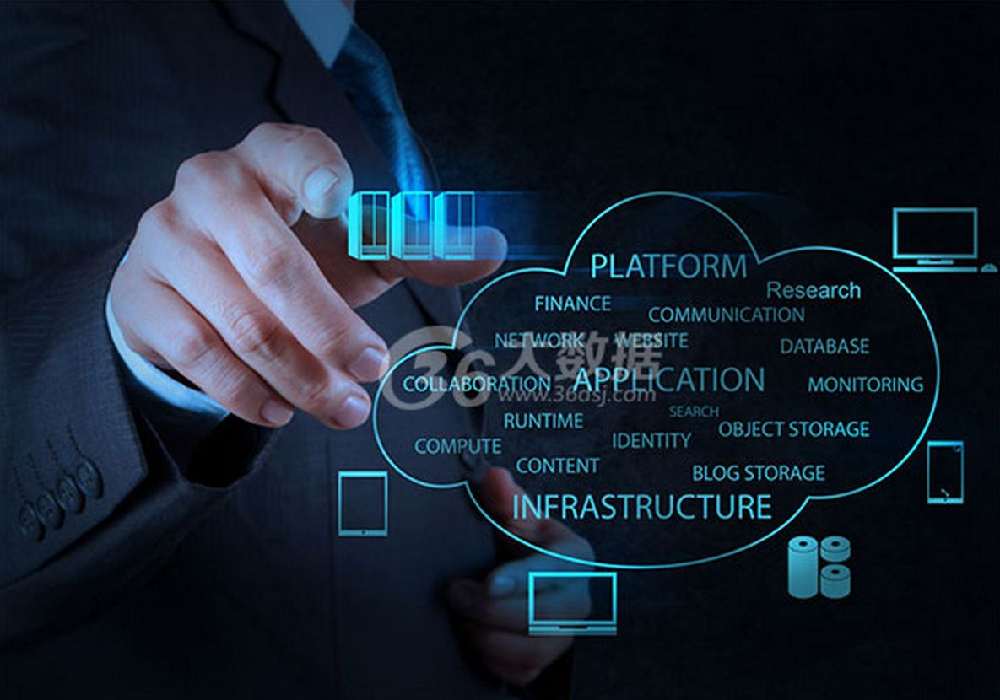 PLATFORM
Research
FINANCE
COMMUNICATION
NETWORK WEBSITE
DATABASE
36大数据
COLLABORATION APPLICATION MONITORING
www.36dsj.com
SEARCH
RUNTIME
OBJECT STORAGE
COMPUTE
IDENTITY
CONTENT
BLOG STORAGE
INFRASTRUCTURE